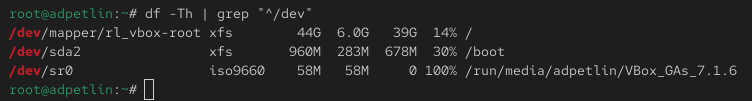 root@adpetlin:~# df -Th | grep "^/dev"
/dev/mapper/rl_vbox-root xfs       44G  6.0G   39G  14% /
/dev/sda2                xfs      960M  283M  678M  30% /boot
/dev/sr0                 iso9660   58M   58M     0 100% /run/media/adpetlin/VBox_GAs_7.1.6
root@adpetlin:~#